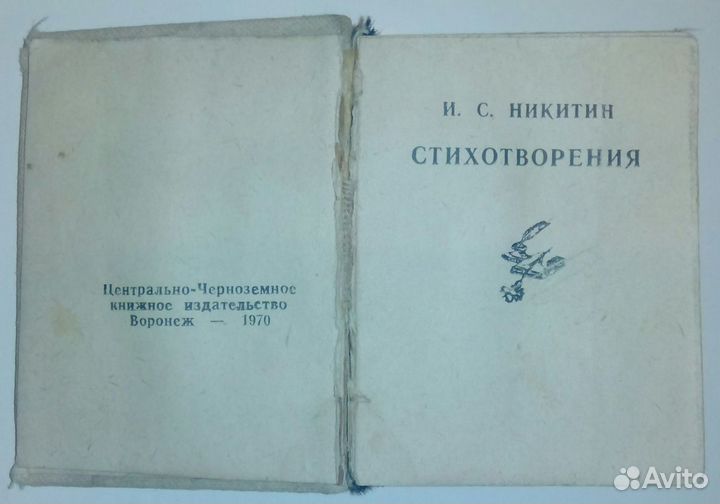 Центрально-Черноземное
книжное издательство
Воронеж — 1970
И. С. НИКИТИН
СТИХОТВОРЕНИЯ
Avito